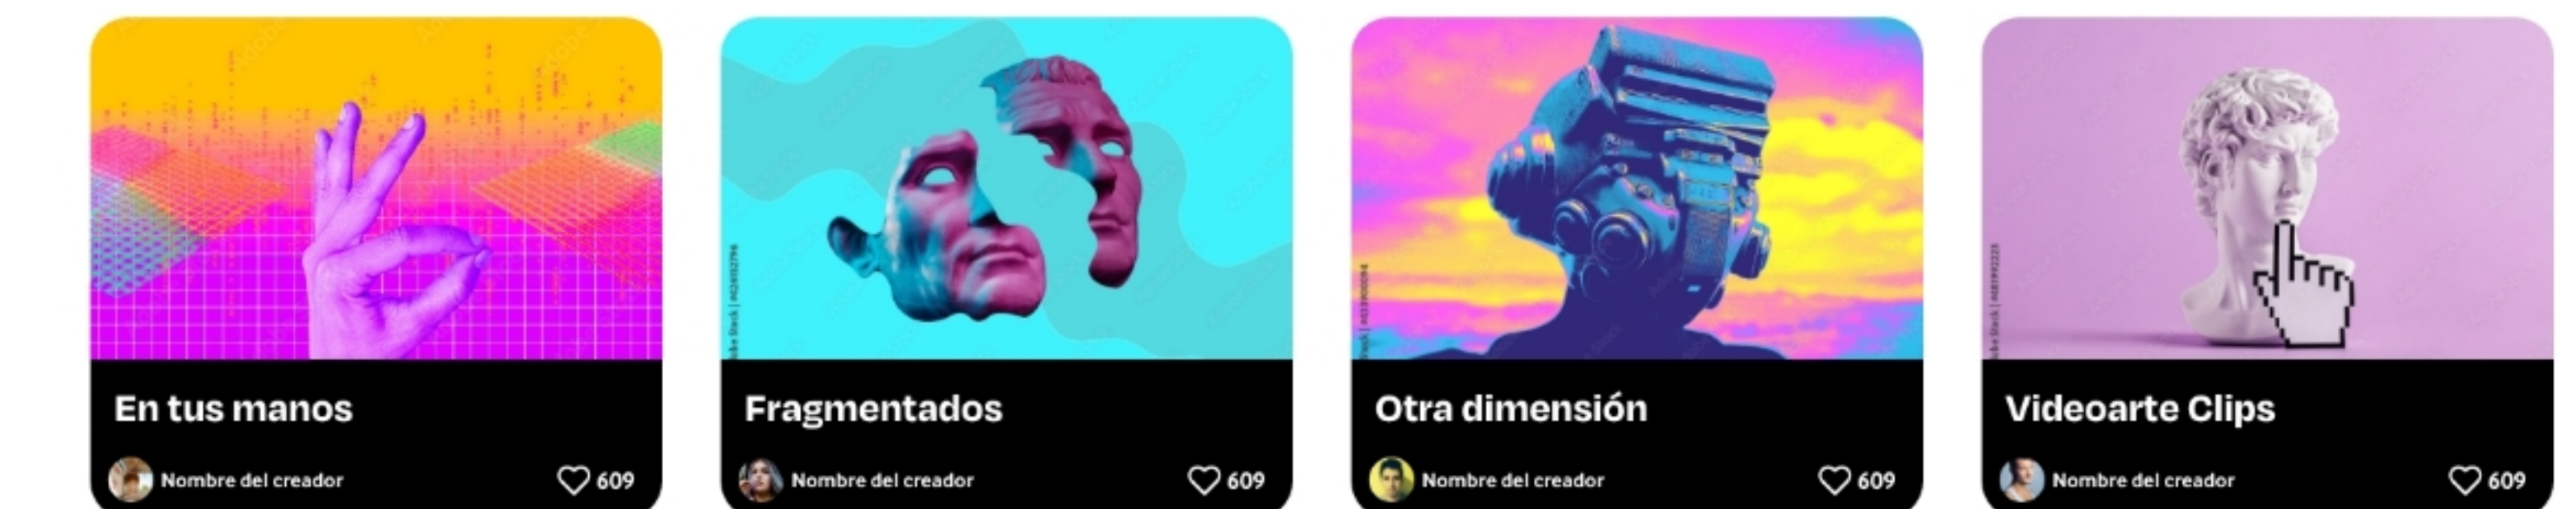 En tus manos
Nombre del creador
609
Fragmentados
Nombre del creador
609
Otra dimensión
Nombre del creador
609
Videoarte Clips
Nombre del creador
609